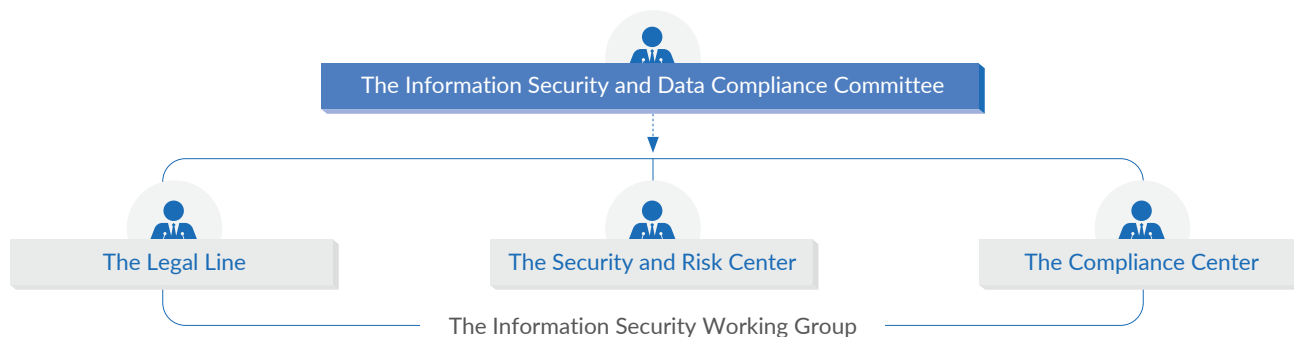 The Information Security and Data Compliance Committee
The Legal Line
The Security and Risk Center
The Compliance Center
The Information Security Working Group